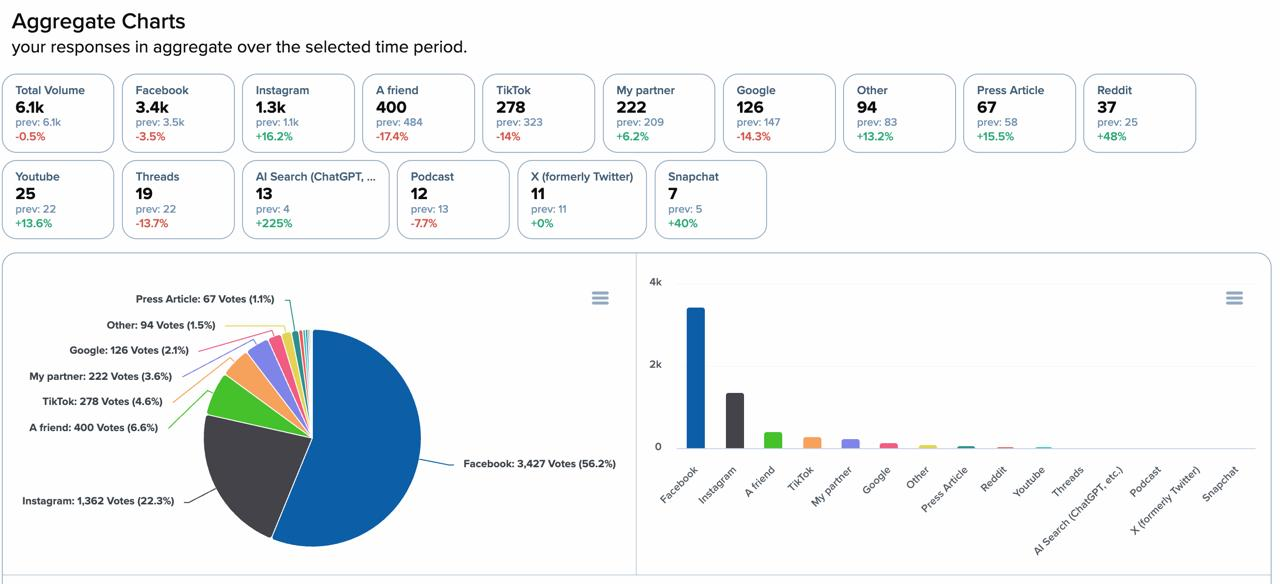 Aggregate Charts
your responses in aggregate over the selected time period.
Total Volume
6.1k
prev: 6.1k
-0.5%
Facebook
3.4k
prev: 3.5k
-3.5%
Instagram
1.3k
prev: 1.1k
+16.2%
A friend
400
prev: 484
-17.4%
TikTok
278
prev: 323
-14%
My partner
222
prev: 209
+6.2%
Google
126
prev: 147
-14.3%
Other
94
prev: 83
+13.2%
Press Article
67
prev: 58
+15.5%
Reddit
37
prev: 25
+48%
Youtube
25
prev: 22
+13.6%
Threads
19
prev: 22
-13.7%
AI Search (ChatGPT, ...
13
prev: 4
+225%
Podcast
12
prev: 13
-7.7%
X (formerly Twitter)
11
prev: 11
+0%
Snapchat
7
prev: 5
+40%
Press Article: 67 Votes (1.1%)
Other: 94 Votes (1.5%)
Google: 126 Votes (2.1%)
My partner: 222 Votes (3.6%)
TikTok: 278 Votes (4.6%)
A friend: 400 Votes (6.6%)
Instagram: 1,362 Votes (22.3%)
Facebook: 3,427 Votes (56.2%)
4k
2k
0
Facebook
Instagram
A friend
TikTok
My partner
Google
Other
Press Article
Reddit
Youtube
Threads
AI Search (ChatGPT, etc.)
Podcast
X (formerly Twitter)
Snapchat